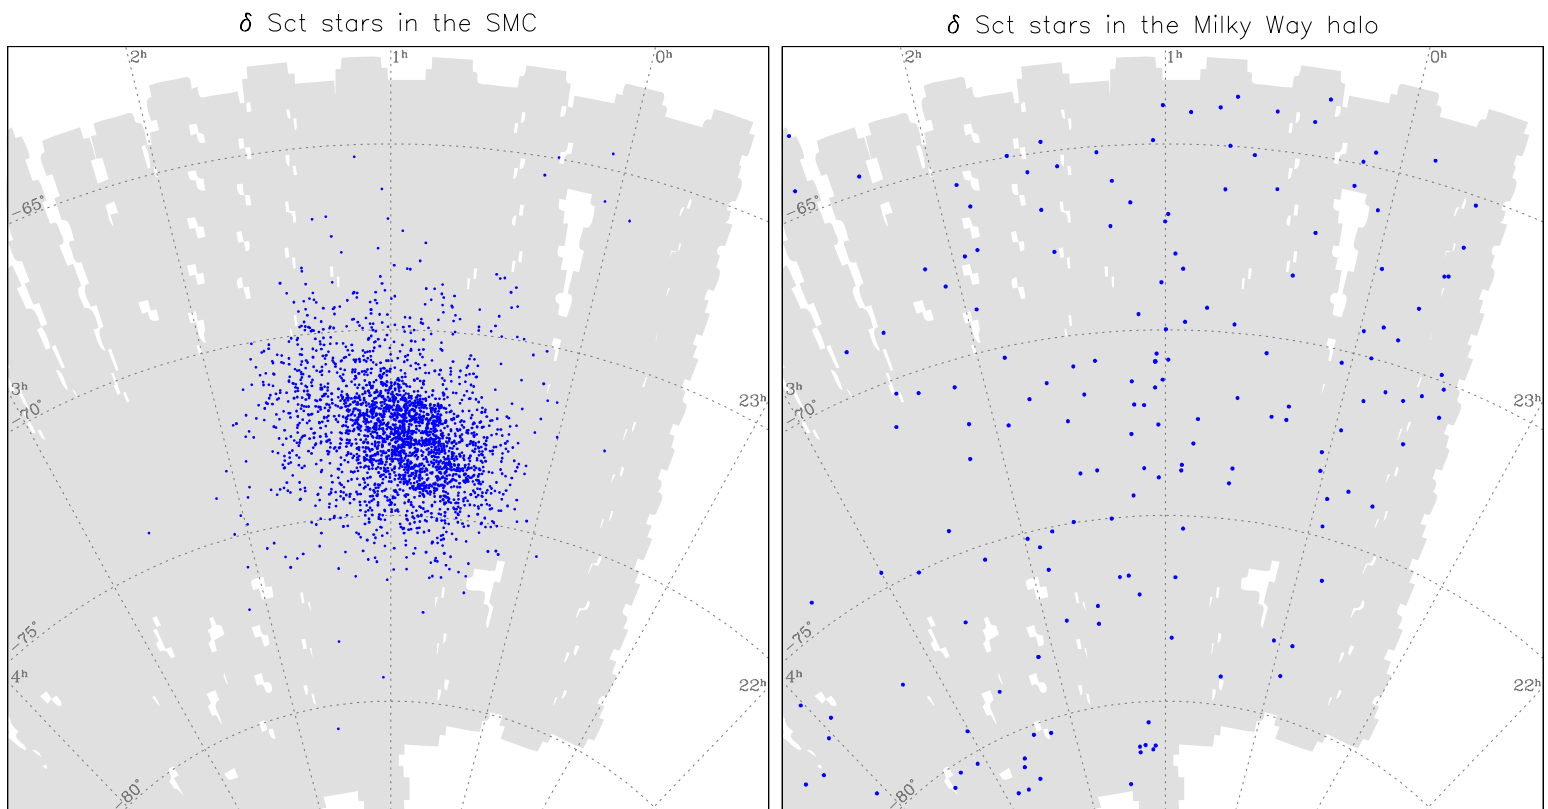 δ Sct stars in the SMC
2ʰ 1ʰ 0ʰ
-65°
3ʰ
-70°
23ʰ
-75°
4ʰ
22ʰ
-80°
δ Sct stars in the Milky Way halo
2ʰ 1ʰ 0ʰ
-65°
3ʰ
-70°
23ʰ
-75°
4ʰ
22ʰ
-80°